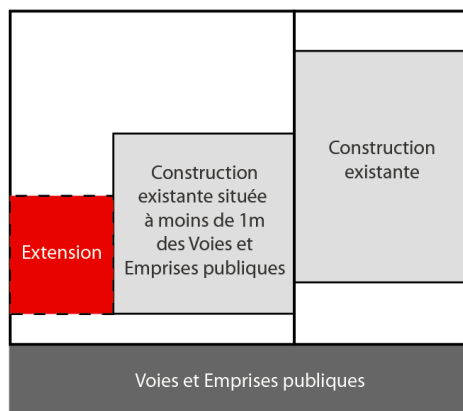 Construction
existante
Construction
existante située
à moins de 1m
des Voies et
Emprises publiques
Extension
Voies et Emprises publiques